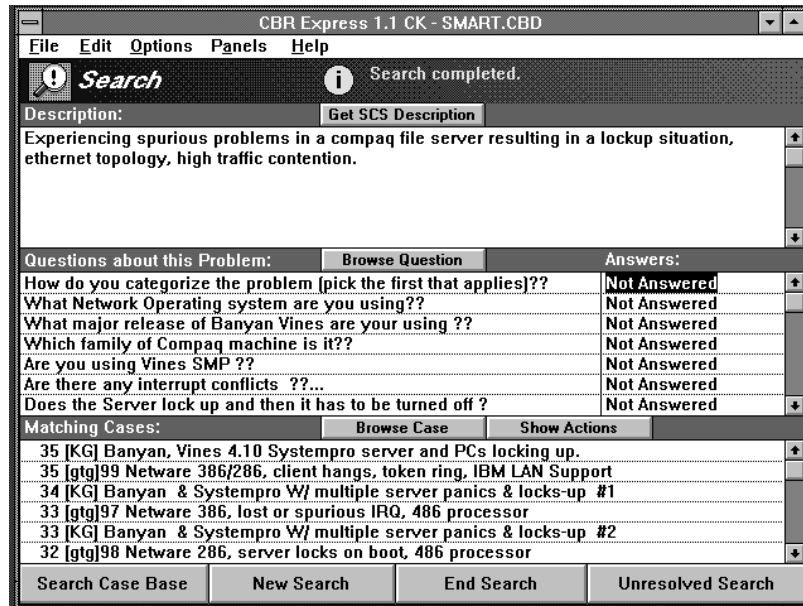 CBR Express 1.1 CK - SMART.CBD
File Edit Options Panels Help
Search
Search completed.
Description: Get SCS Description
Experiencing spurious problems in a compaq file server resulting in a lockup situation,
ethernet topology, high traffic contention.
Questions about this Problem: Browse Question Answers:
How do you categorize the problem (pick the first that applies)?? Not Answered
What Network Operating system are you using?? Not Answered
What major release of Banyan Vines are your using ?? Not Answered
Which family of Compaq machine is it?? Not Answered
Are you using Vines SMP ?? Not Answered
Are there any interrupt conflicts ??... Not Answered
Does the Server lock up and then it has to be turned off ? Not Answered
Matching Cases: Browse Case Show Actions
35 [KG] Banyan, Vines 4.10 Systempro server and PCs locking up.
35 [gtg]99 Netware 386/286, client hangs, token ring, IBM LAN Support
34 [KG] Banyan & Systempro W/ multiple server panics & locks-up #1
33 [gtg]97 Netware 386, lost or spurious IRQ, 486 processor
33 [KG] Banyan & Systempro W/ multiple server panics & locks-up #2
32 [gtg]98 Netware 286, server locks on boot, 486 processor
Search Case Base New Search End Search Unresolved Search